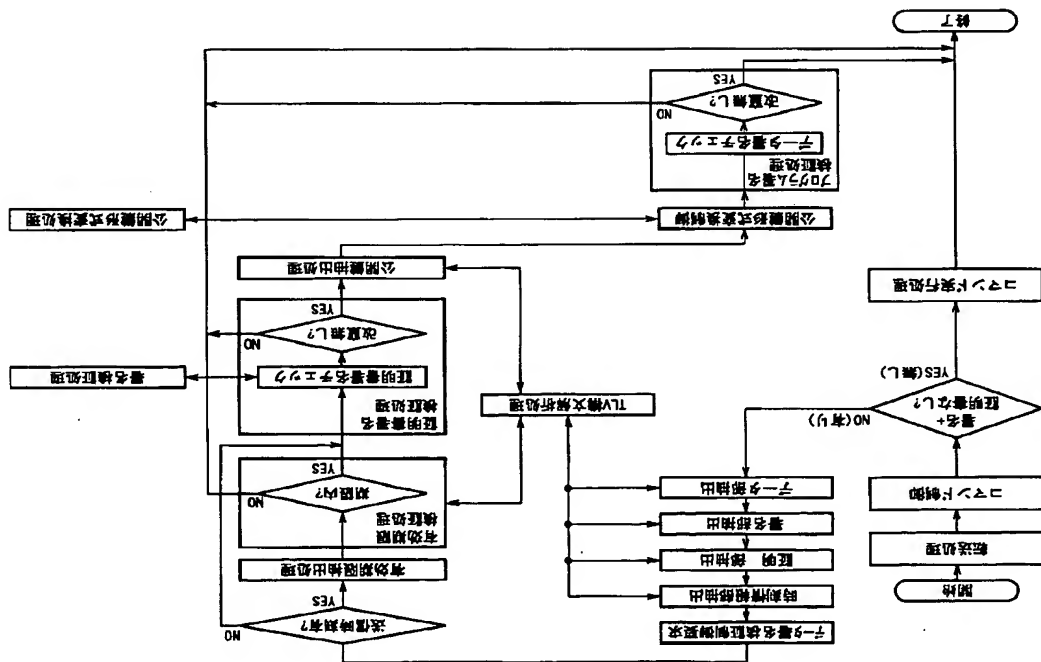 開始
転送処理
コマンド制御
署名+
証明書なし?
NO(有り)
YES(無し)
コマンド実行処理
終了
データ署名検証制御要求
時刻情報部抽出
証明 部抽出
署名部抽出
データ部抽出
TLV構文解析処理
送信時刻有?
NO
YES
有効期限抽出処理
有効期限
検証処理
期限内?
NO
YES
証明書署名
検証処理
証明書署名チェック
署名検証処理
改竄無し?
NO
YES
公開鍵抽出処理
公開鍵形式変換制御
公開鍵形式変換処理
プログラム署名
検証処理
データ署名チェック
改竄無し?
NO
YES